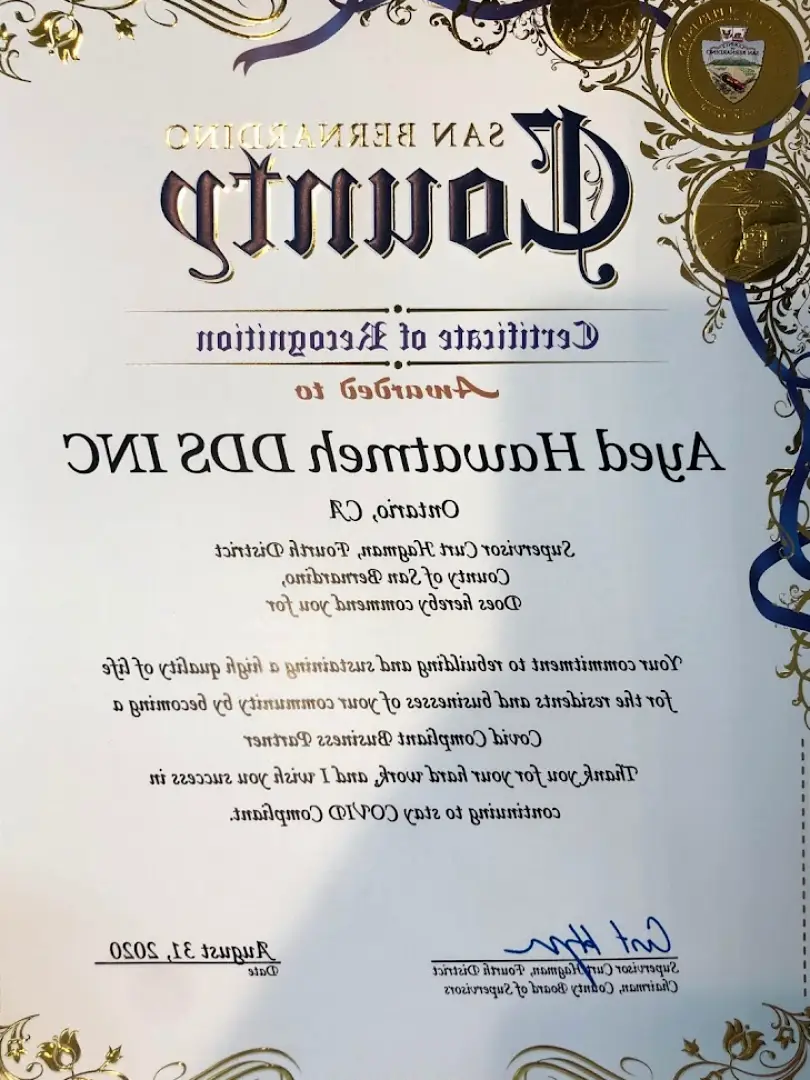 SAN BERNARDINO
County
Certificate of Recognition
Awarded to
Ayed Hawatmeh DDS INC
Ontario, CA
Supervisor Curt Hagman, Fourth District
County of San Bernardino,
Does hereby commend you for
Your commitment to rebuilding and sustaining a high quality of life
for the residents and businesses of your community by becoming a
Covid Compliant Business Partner
Thank you for your hard work, and I wish you success in
continuing to stay COVID Compliant.
August 31, 2020
Date
Supervisor Curt Hagman, Fourth District
Chairman, County Board of Supervisors